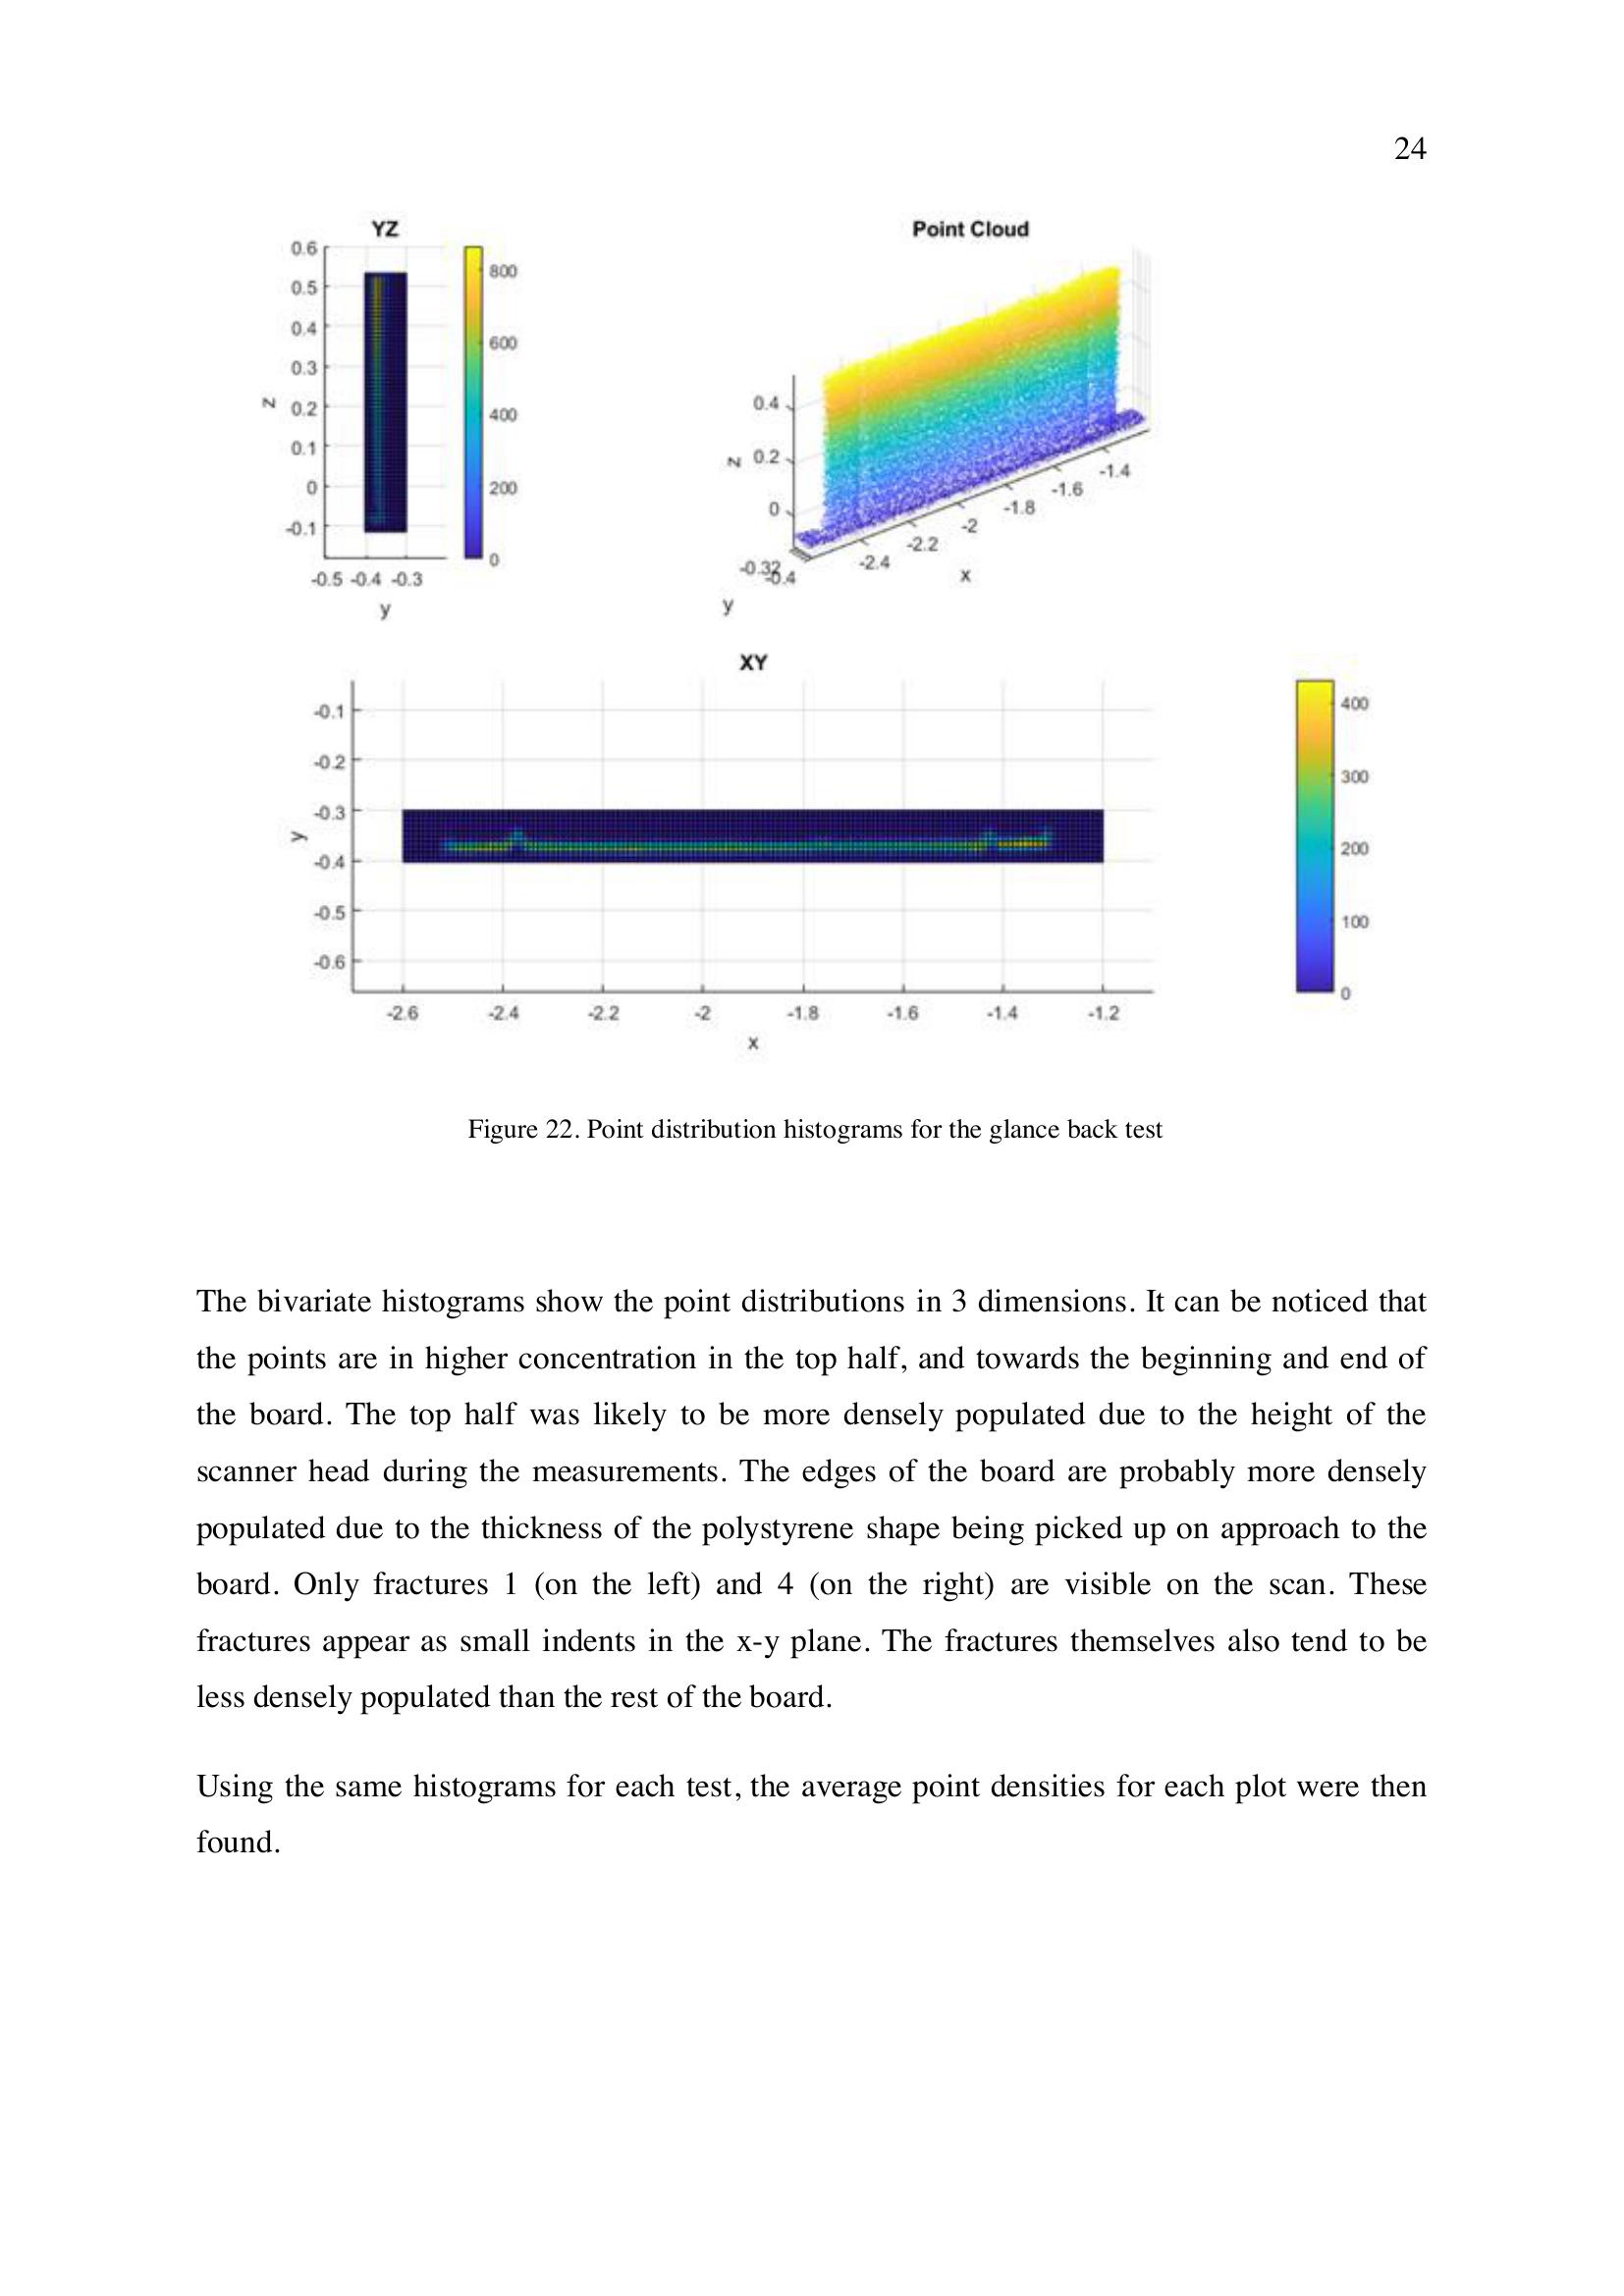 24
YZ
0.6
0.5
0.4
0.3
0.2
0.1
0
-0.1
z
-0.5 -0.4 -0.3
y
800
600
400
200
0
Point Cloud
0.4
0.2
0
z
-0.32
-0.4
y
-2.4
-2.2
-2
-1.8
-1.6
-1.4
x
XY
-0.1
-0.2
-0.3
-0.4
-0.5
-0.6
y
-2.6 -2.4 -2.2 -2 -1.8 -1.6 -1.4 -1.2
x
400
300
200
100
0
Figure 22. Point distribution histograms for the glance back test
The bivariate histograms show the point distributions in 3 dimensions. It can be noticed that
the points are in higher concentration in the top half, and towards the beginning and end of
the board. The top half was likely to be more densely populated due to the height of the
scanner head during the measurements. The edges of the board are probably more densely
populated due to the thickness of the polystyrene shape being picked up on approach to the
board. Only fractures 1 (on the left) and 4 (on the right) are visible on the scan. These
fractures appear as small indents in the x-y plane. The fractures themselves also tend to be
less densely populated than the rest of the board.
Using the same histograms for each test, the average point densities for each plot were then
found.